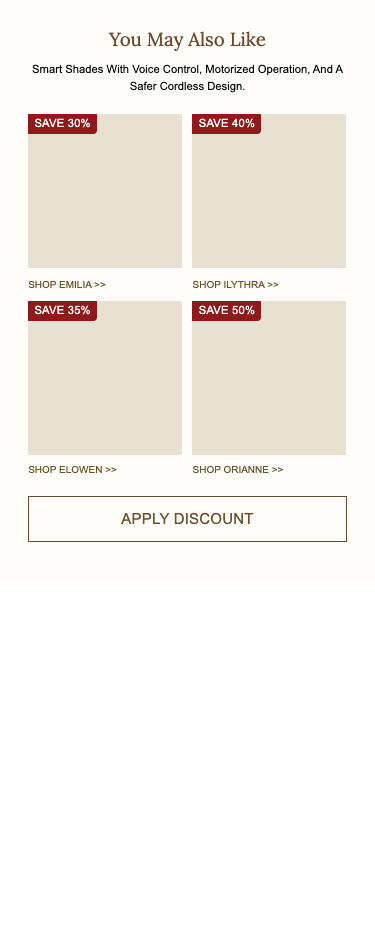 You May Also Like
Smart Shades With Voice Control, Motorized Operation, And A
Safer Cordless Design.
SAVE 30%
SAVE 40%
SHOP EMILIA >>
SHOP ILYTHRA >>
SAVE 35%
SAVE 50%
SHOP ELOWEN >>
SHOP ORIANNE >>
APPLY DISCOUNT